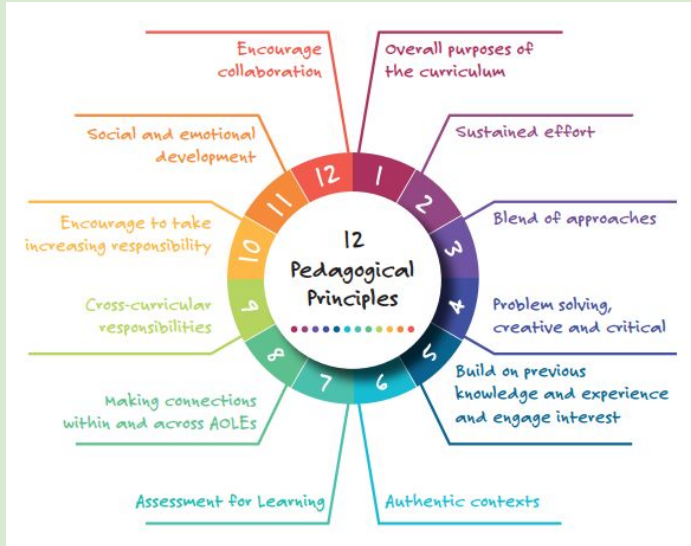 12
Pedagogical
Principles
1
Overall purposes of
the curriculum
2
Sustained effort
3
Blend of approaches
4
Problem solving,
creative and critical
5
Build on previous
knowledge and experience
and engage interest
6
Authentic contexts
7
Assessment for Learning
8
Making connections
within and across AOLEs
9
Cross-curricular
responsibilities
10
Encourage to take
increasing responsibility
11
Social and emotional
development
12
Encourage
collaboration